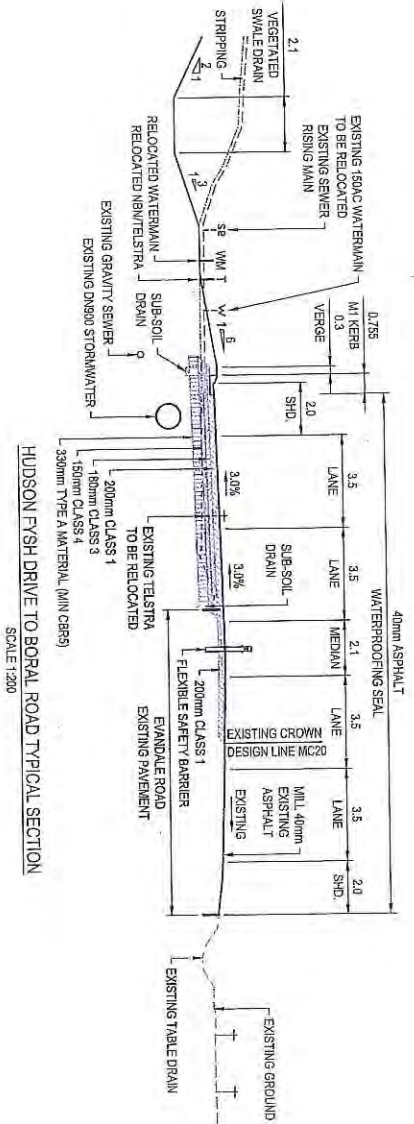 2.1
VEGETATED
SWALE DRAIN
STRIPPING
2
1
1
3
EXISTING 150AC WATERMAIN
TO BE RELOCATED
EXISTING SEWER
RISING MAIN
se
WM
T
W
1
6
0.755
M1 KERB
0.3
VERGE
40mm ASPHALT
WATERPROOFING SEAL
2.0
SHD.
3.5
LANE
3.5
LANE
2.1
MEDIAN
3.5
LANE
3.5
LANE
2.0
SHD.
3.0%
3.0%
SUB-SOIL
DRAIN
EXISTING CROWN
DESIGN LINE MC20
MILL 40mm
EXISTING
ASPHALT
EXISTING
EXISTING GROUND
RELOCATED WATERMAIN
RELOCATED NBN/TELSTRA
SUB-SOIL
DRAIN
EXISTING GRAVITY SEWER
EXISTING DN900 STORMWATER
200mm CLASS 1
180mm CLASS 3
150mm CLASS 4
330mm TYPE A MATERIAL (MIN CBR5)
EXISTING TELSTRA
TO BE RELOCATED
200mm CLASS 1
FLEXIBLE SAFETY BARRIER
EVANDALE ROAD
EXISTING PAVEMENT
EXISTING TABLE DRAIN
HUDSON FYSH DRIVE TO BORAL ROAD TYPICAL SECTION
SCALE 1:200